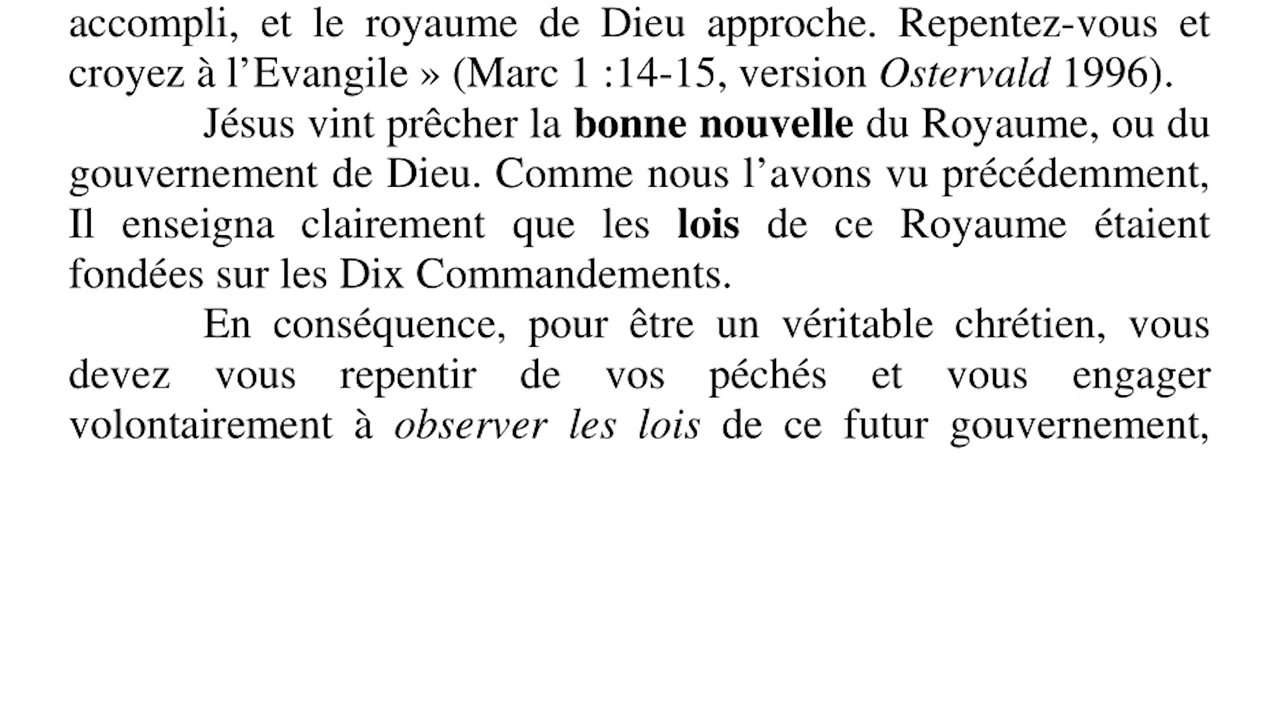 accompli, et le royaume de Dieu approche. Repentez-vous et
croyez à l’Evangile » (Marc 1 :14-15, version Ostervald 1996).
Jésus vint prêcher la bonne nouvelle du Royaume, ou du
gouvernement de Dieu. Comme nous l’avons vu précédemment,
Il enseigna clairement que les lois de ce Royaume étaient
fondées sur les Dix Commandements.
En conséquence, pour être un véritable chrétien, vous
devez vous repentir de vos péchés et vous engager
volontairement à observer les lois de ce futur gouvernement,